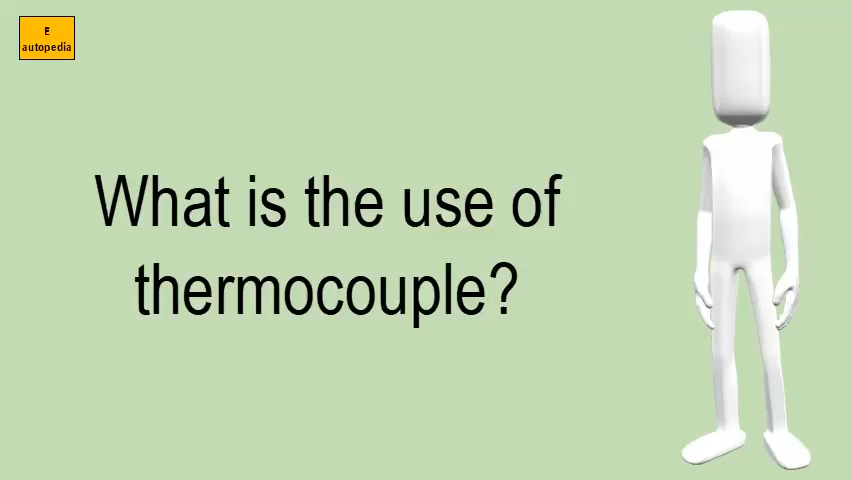 E
autopedia
What is the use of
thermocouple?